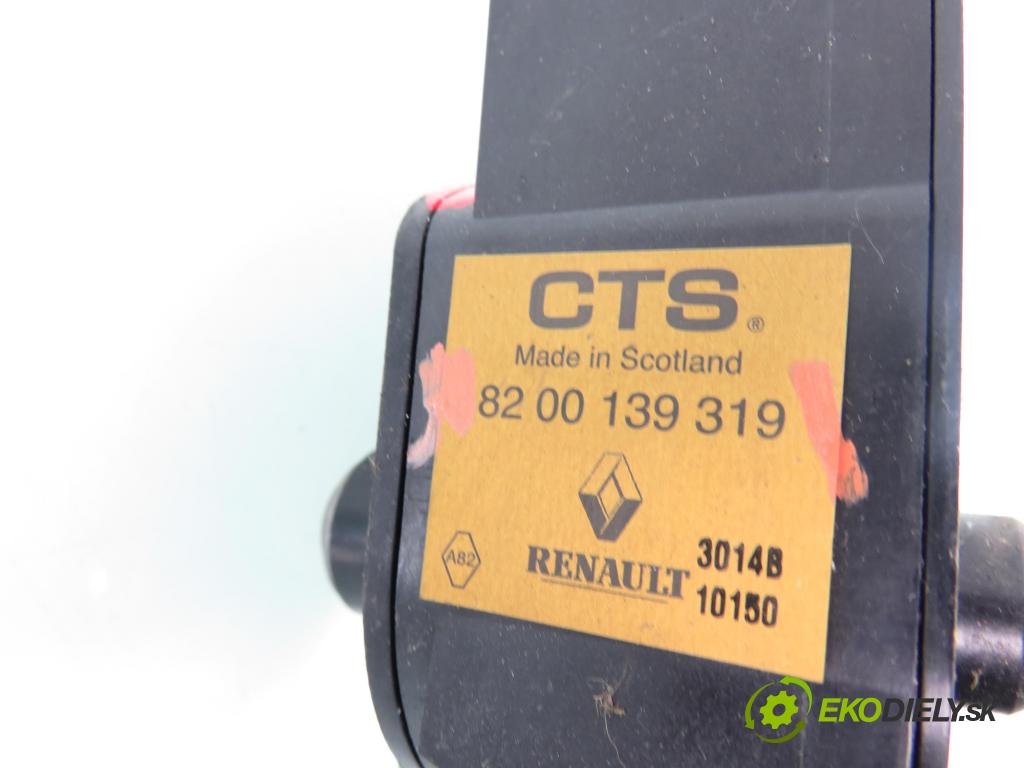 CTS®
Made in Scotland
82 00 139 319
A82
RENAULT
3014B
10150
EKODIELY.SK